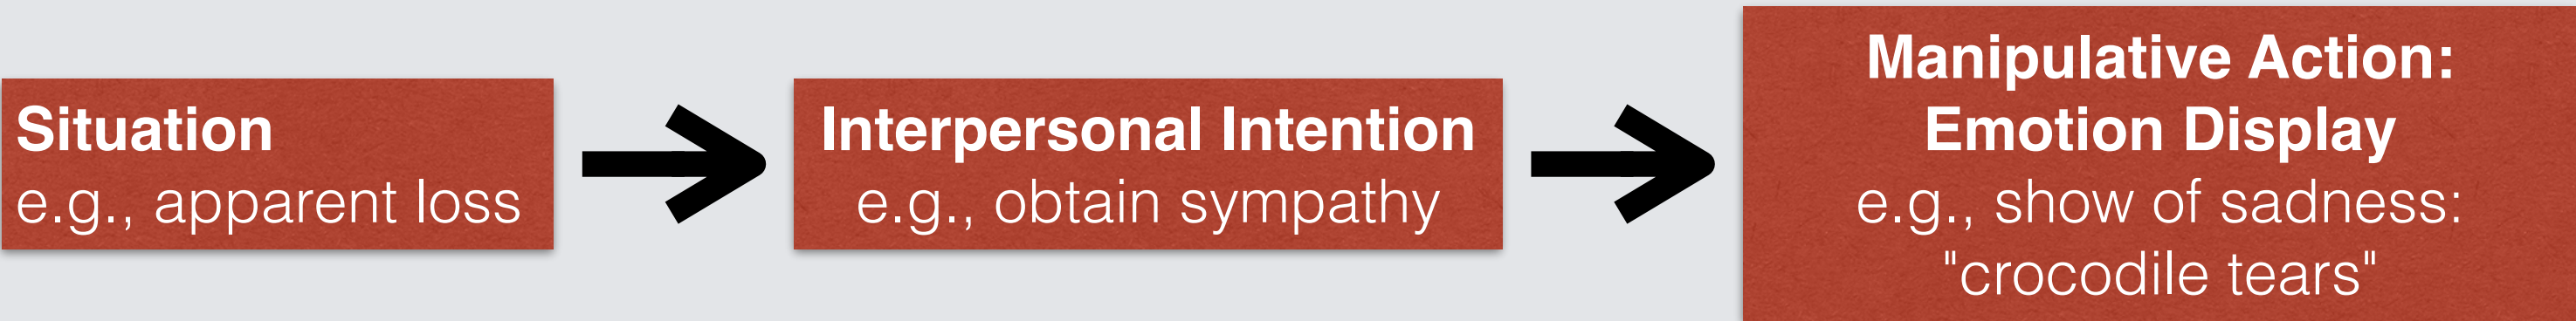 Situation
e.g., apparent loss
Interpersonal Intention
e.g., obtain sympathy
Manipulative Action:
Emotion Display
e.g., show of sadness:
"crocodile tears"